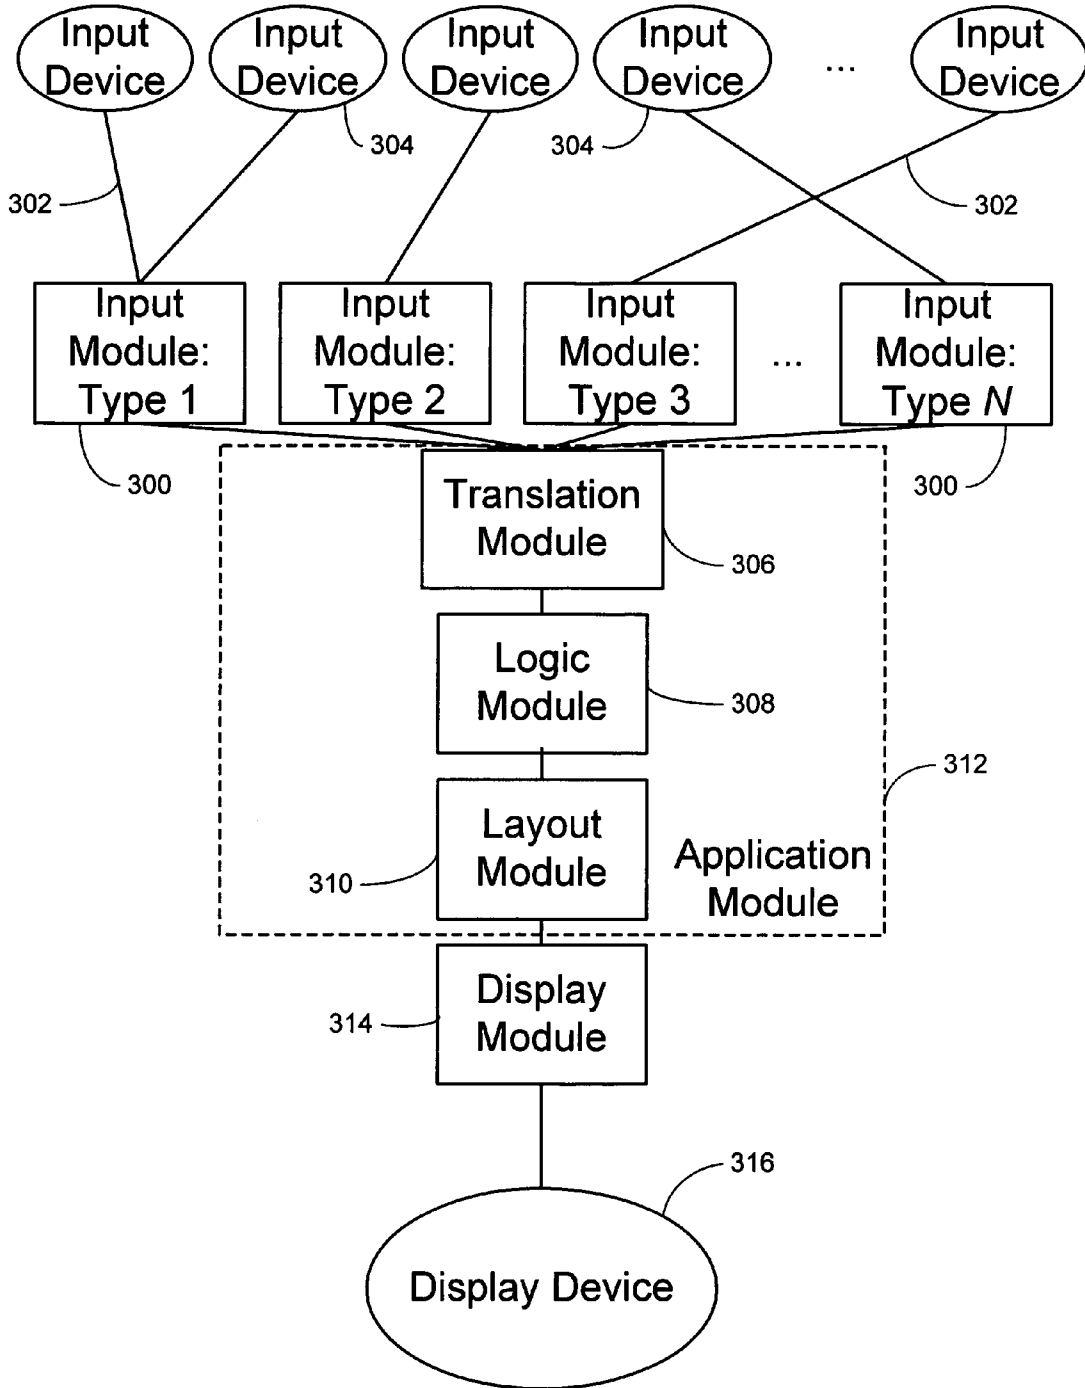 Input
Device
Input
Device
Input
Device
Input
Device
...
Input
Device
304
304
302
302
Input
Module:
Type 1
Input
Module:
Type 2
Input
Module:
Type 3
...
Input
Module:
Type N
300
300
Translation
Module
306
Logic
Module
308
312
Layout
Module
310
Application
Module
Display
Module
314
316
Display Device